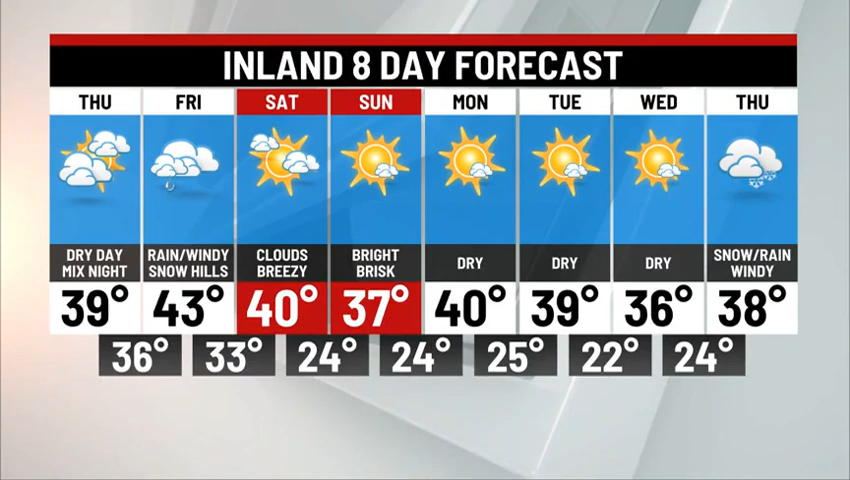 INLAND 8 DAY FORECAST
THU FRI SAT SUN MON TUE WED THU
DRY DAY RAIN/WINDY CLOUDS BRIGHT DRY DRY DRY SNOW/RAIN
MIX NIGHT SNOW HILLS BREEZY BRISK WINDY
39° 43° 40° 37° 40° 39° 36° 38°
36° 33° 24° 24° 25° 22° 24°